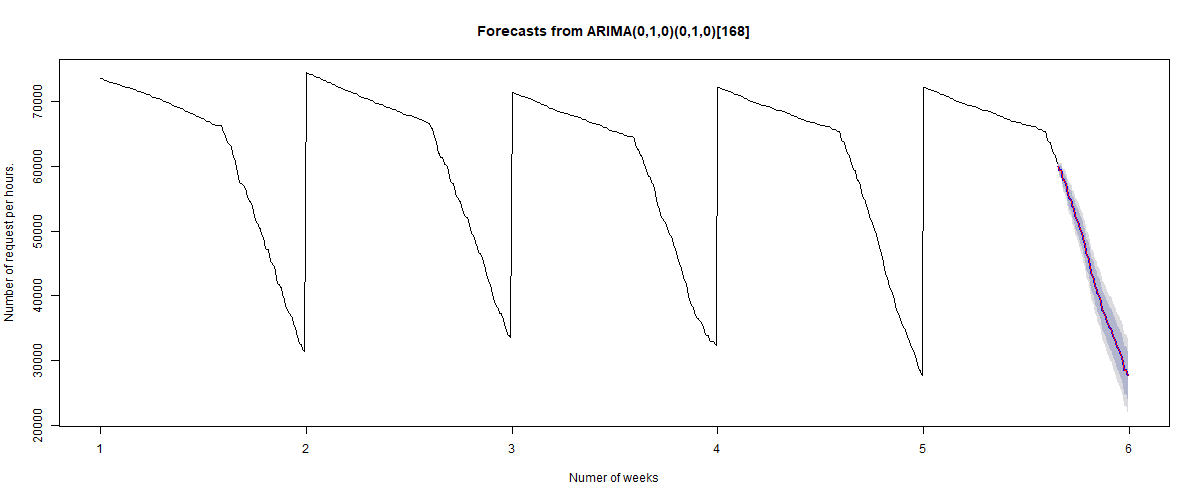 Forecasts from ARIMA(0,1,0)(0,1,0)[168]
Number of request per hours.
70000
60000
50000
40000
30000
20000
1 2 3 4 5 6
Numer of weeks